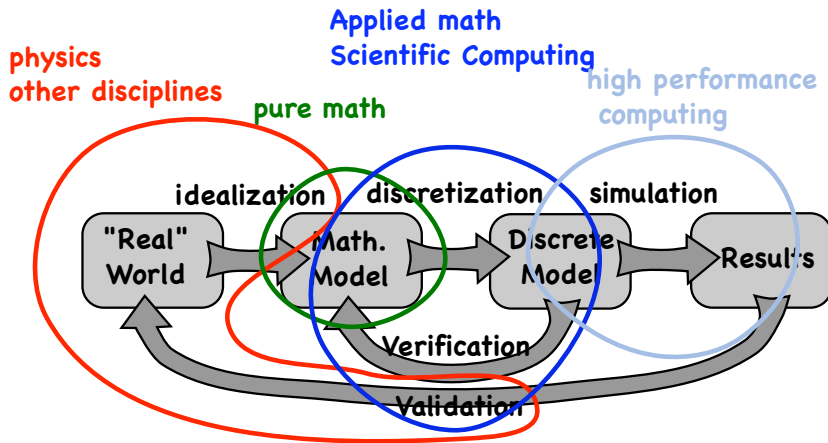 Applied math
Scientific Computing
physics
other disciplines
high performance
computing
pure math
idealization
discretization
simulation
"Real"
World
Math.
Model
Discrete
Model
Results
Verification
Validation